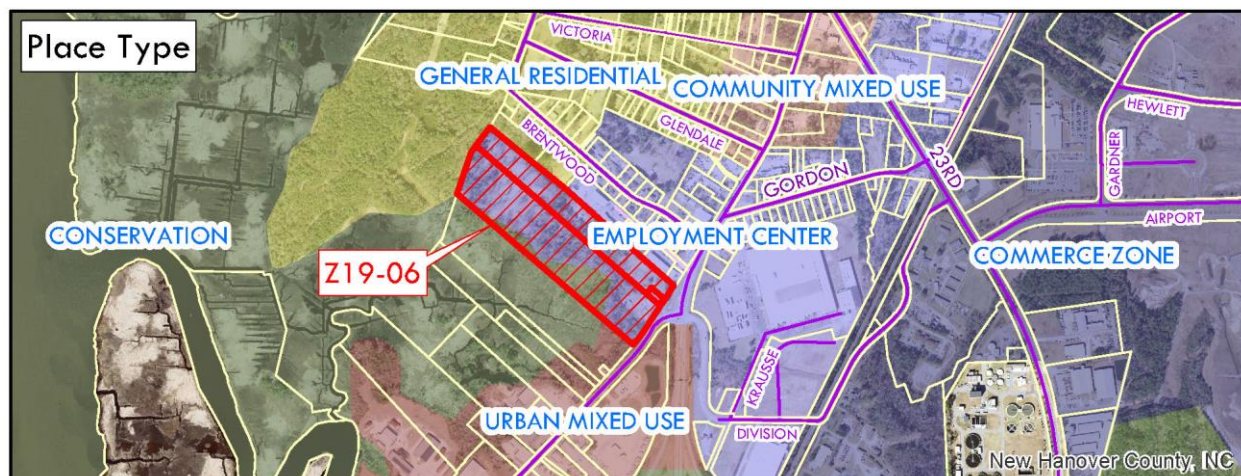 Place Type
VICTORIA
GENERAL RESIDENTIAL
COMMUNITY MIXED USE
HEWLETT
GLENDALE
BRENTWOOD
23RD
GARDNER
GORDON
AIRPORT
CONSERVATION
EMPLOYMENT CENTER
COMMERCE ZONE
Z19-06
KRAUSSE
URBAN MIXED USE
DIVISION
New Hanover County, NC